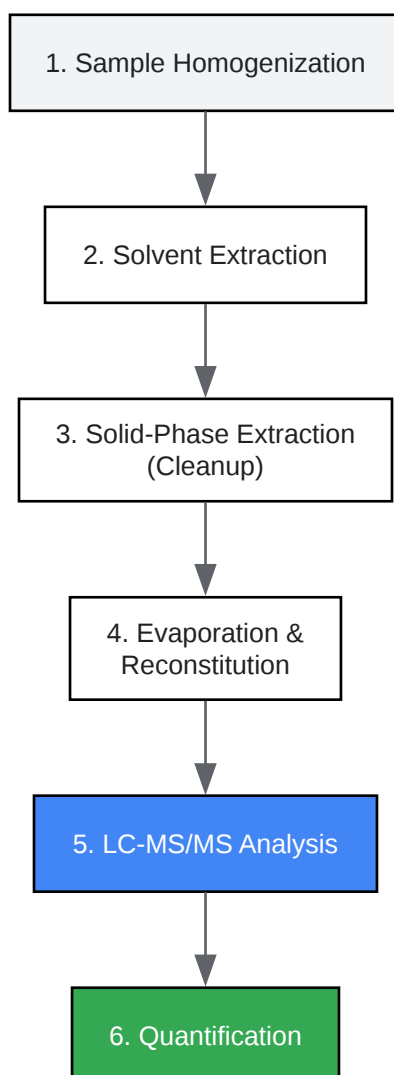 1. Sample Homogenization
2. Solvent Extraction
3. Solid-Phase Extraction
(Cleanup)
4. Evaporation &
Reconstitution
5. LC-MS/MS Analysis
6. Quantification